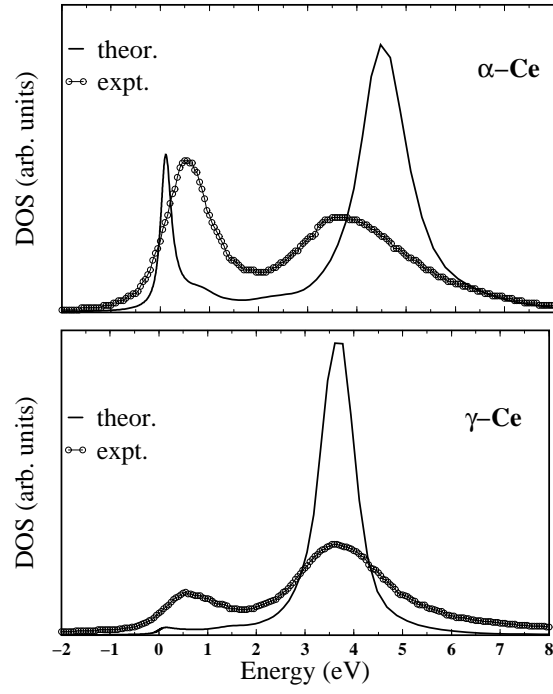 theor.
expt.
α−Ce
DOS (arb. units)
theor.
expt.
γ−Ce
DOS (arb. units)
−2 −1 0 1 2 3 4 5 6 7 8
Energy (eV)